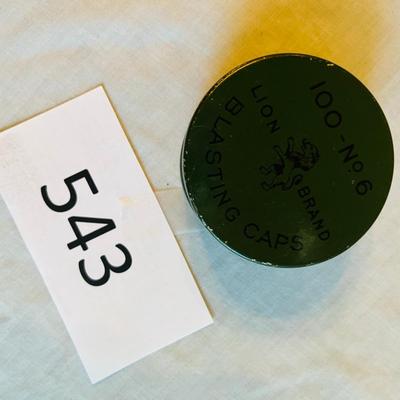 543
100-No. 6
LION BRAND
BLASTING CAPS